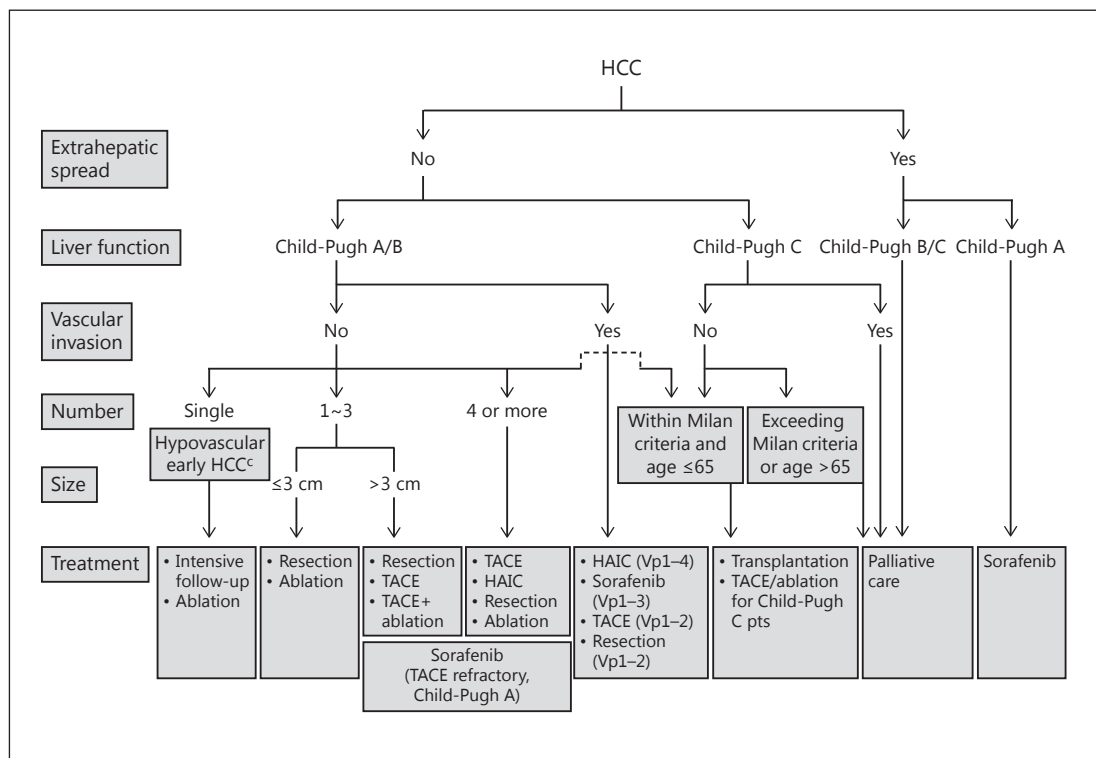 HCC
Extrahepatic
spread
No
Yes
Liver function
Child-Pugh A/B
Child-Pugh C
Child-Pugh B/C
Child-Pugh A
Vascular
invasion
No
Yes
No
Yes
Number
Single
1~3
4 or more
Within Milan
criteria and
age ≤65
Exceeding
Milan criteria
or age >65
Hypovascular
early HCCᶜ
Size
≤3 cm
>3 cm
Treatment
• Intensive
follow-up
• Ablation
• Resection
• Ablation
• Resection
• TACE
• TACE+
ablation
• TACE
• HAIC
• Resection
• Ablation
Sorafenib
(TACE refractory,
Child-Pugh A)
• HAIC (Vp1–4)
• Sorafenib
(Vp1–3)
• TACE (Vp1–2)
• Resection
(Vp1–2)
• Transplantation
• TACE/ablation
for Child-Pugh
C pts
Palliative
care
Sorafenib